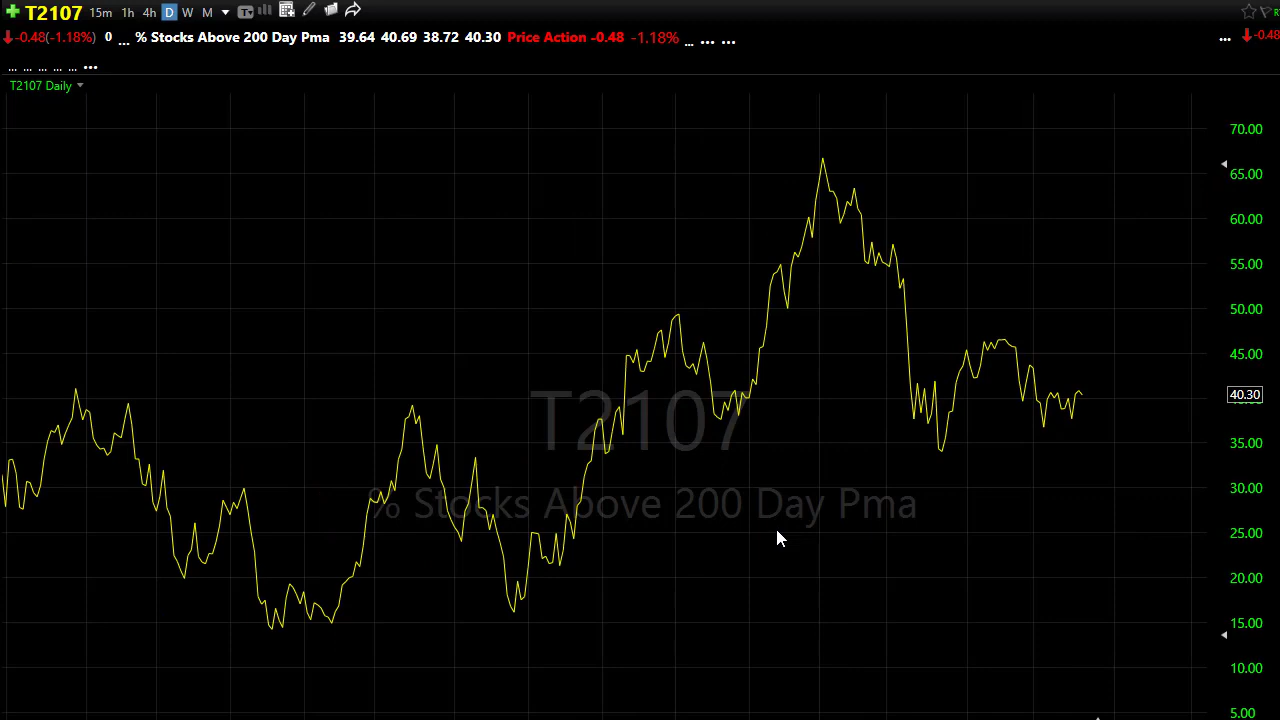 T2107 15m 1h 4h D W M
-0.48(-1.18%) 0 ... % Stocks Above 200 Day Pma 39.64 40.69 38.72 40.30 Price Action -0.48 -1.18% ... ... ... ... -0.48
... ... ... ... ... ...
T2107 Daily
70.00
65.00
60.00
55.00
50.00
45.00
40.30
35.00
30.00
25.00
20.00
15.00
10.00
5.00
T2107
% Stocks Above 200 Day Pma